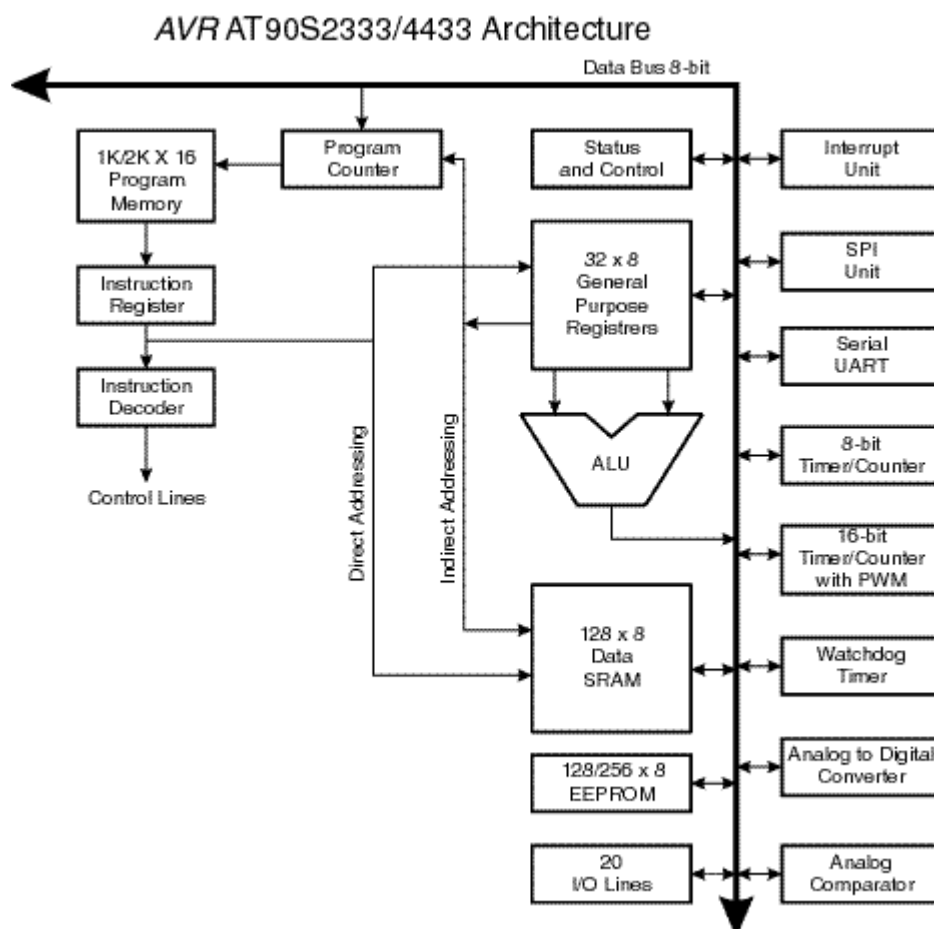 AVR AT90S2333/4433 Architecture
Data Bus 8-bit
1K/2K X 16
Program
Memory
Program
Counter
Status
and Control
Interrupt
Unit
32 x 8
General
Purpose
Registrers
SPI
Unit
Instruction
Register
Serial
UART
Instruction
Decoder
ALU
8-bit
Timer/Counter
Control Lines
Direct Addressing
Indirect Addressing
16-bit
Timer/Counter
with PWM
128 x 8
Data
SRAM
Watchdog
Timer
128/256 x 8
EEPROM
Analog to Digital
Converter
20
I/O Lines
Analog
Comparator